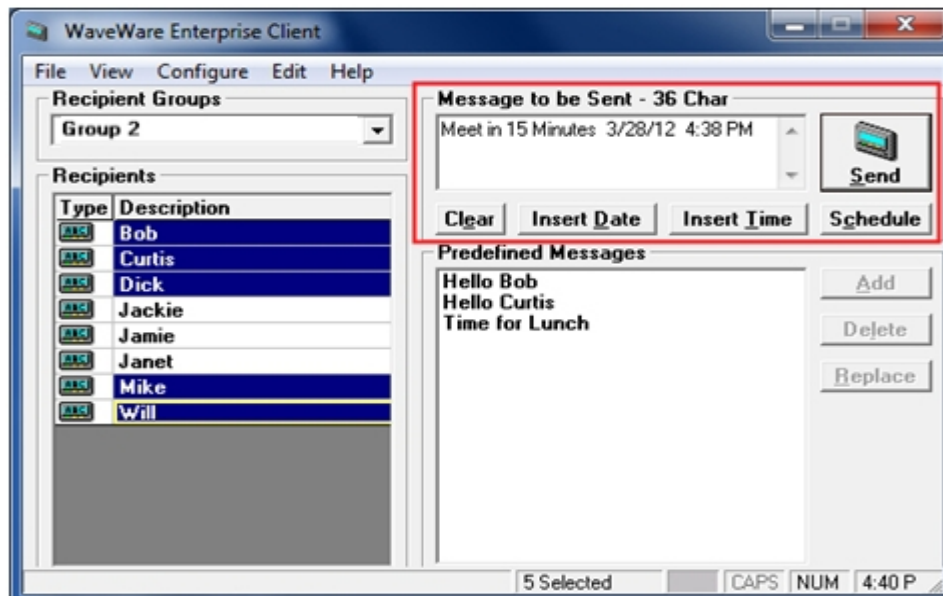 WaveWare Enterprise Client
File View Configure Edit Help
Recipient Groups
Group 2
Recipients
Type Description
Bob
Curtis
Dick
Jackie
Jamie
Janet
Mike
Will
Message to be Sent - 36 Char
Meet in 15 Minutes 3/28/12 4:38 PM
Send
Clear Insert Date Insert Time Schedule
Predefined Messages
Hello Bob
Hello Curtis
Time for Lunch
Add
Delete
Replace
5 Selected CAPS NUM 4:40 P